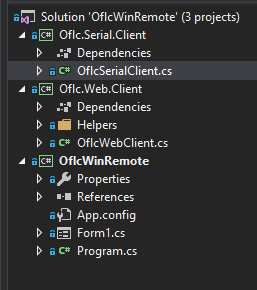 Solution 'OflcWinRemote' (3 projects)
C# Oflc.Serial.Client
Dependencies
C# OflcSerialClient.cs
C# Oflc.Web.Client
Dependencies
Helpers
C# OflcWebClient.cs
C# OflcWinRemote
Properties
References
App.config
Form1.cs
C# Program.cs